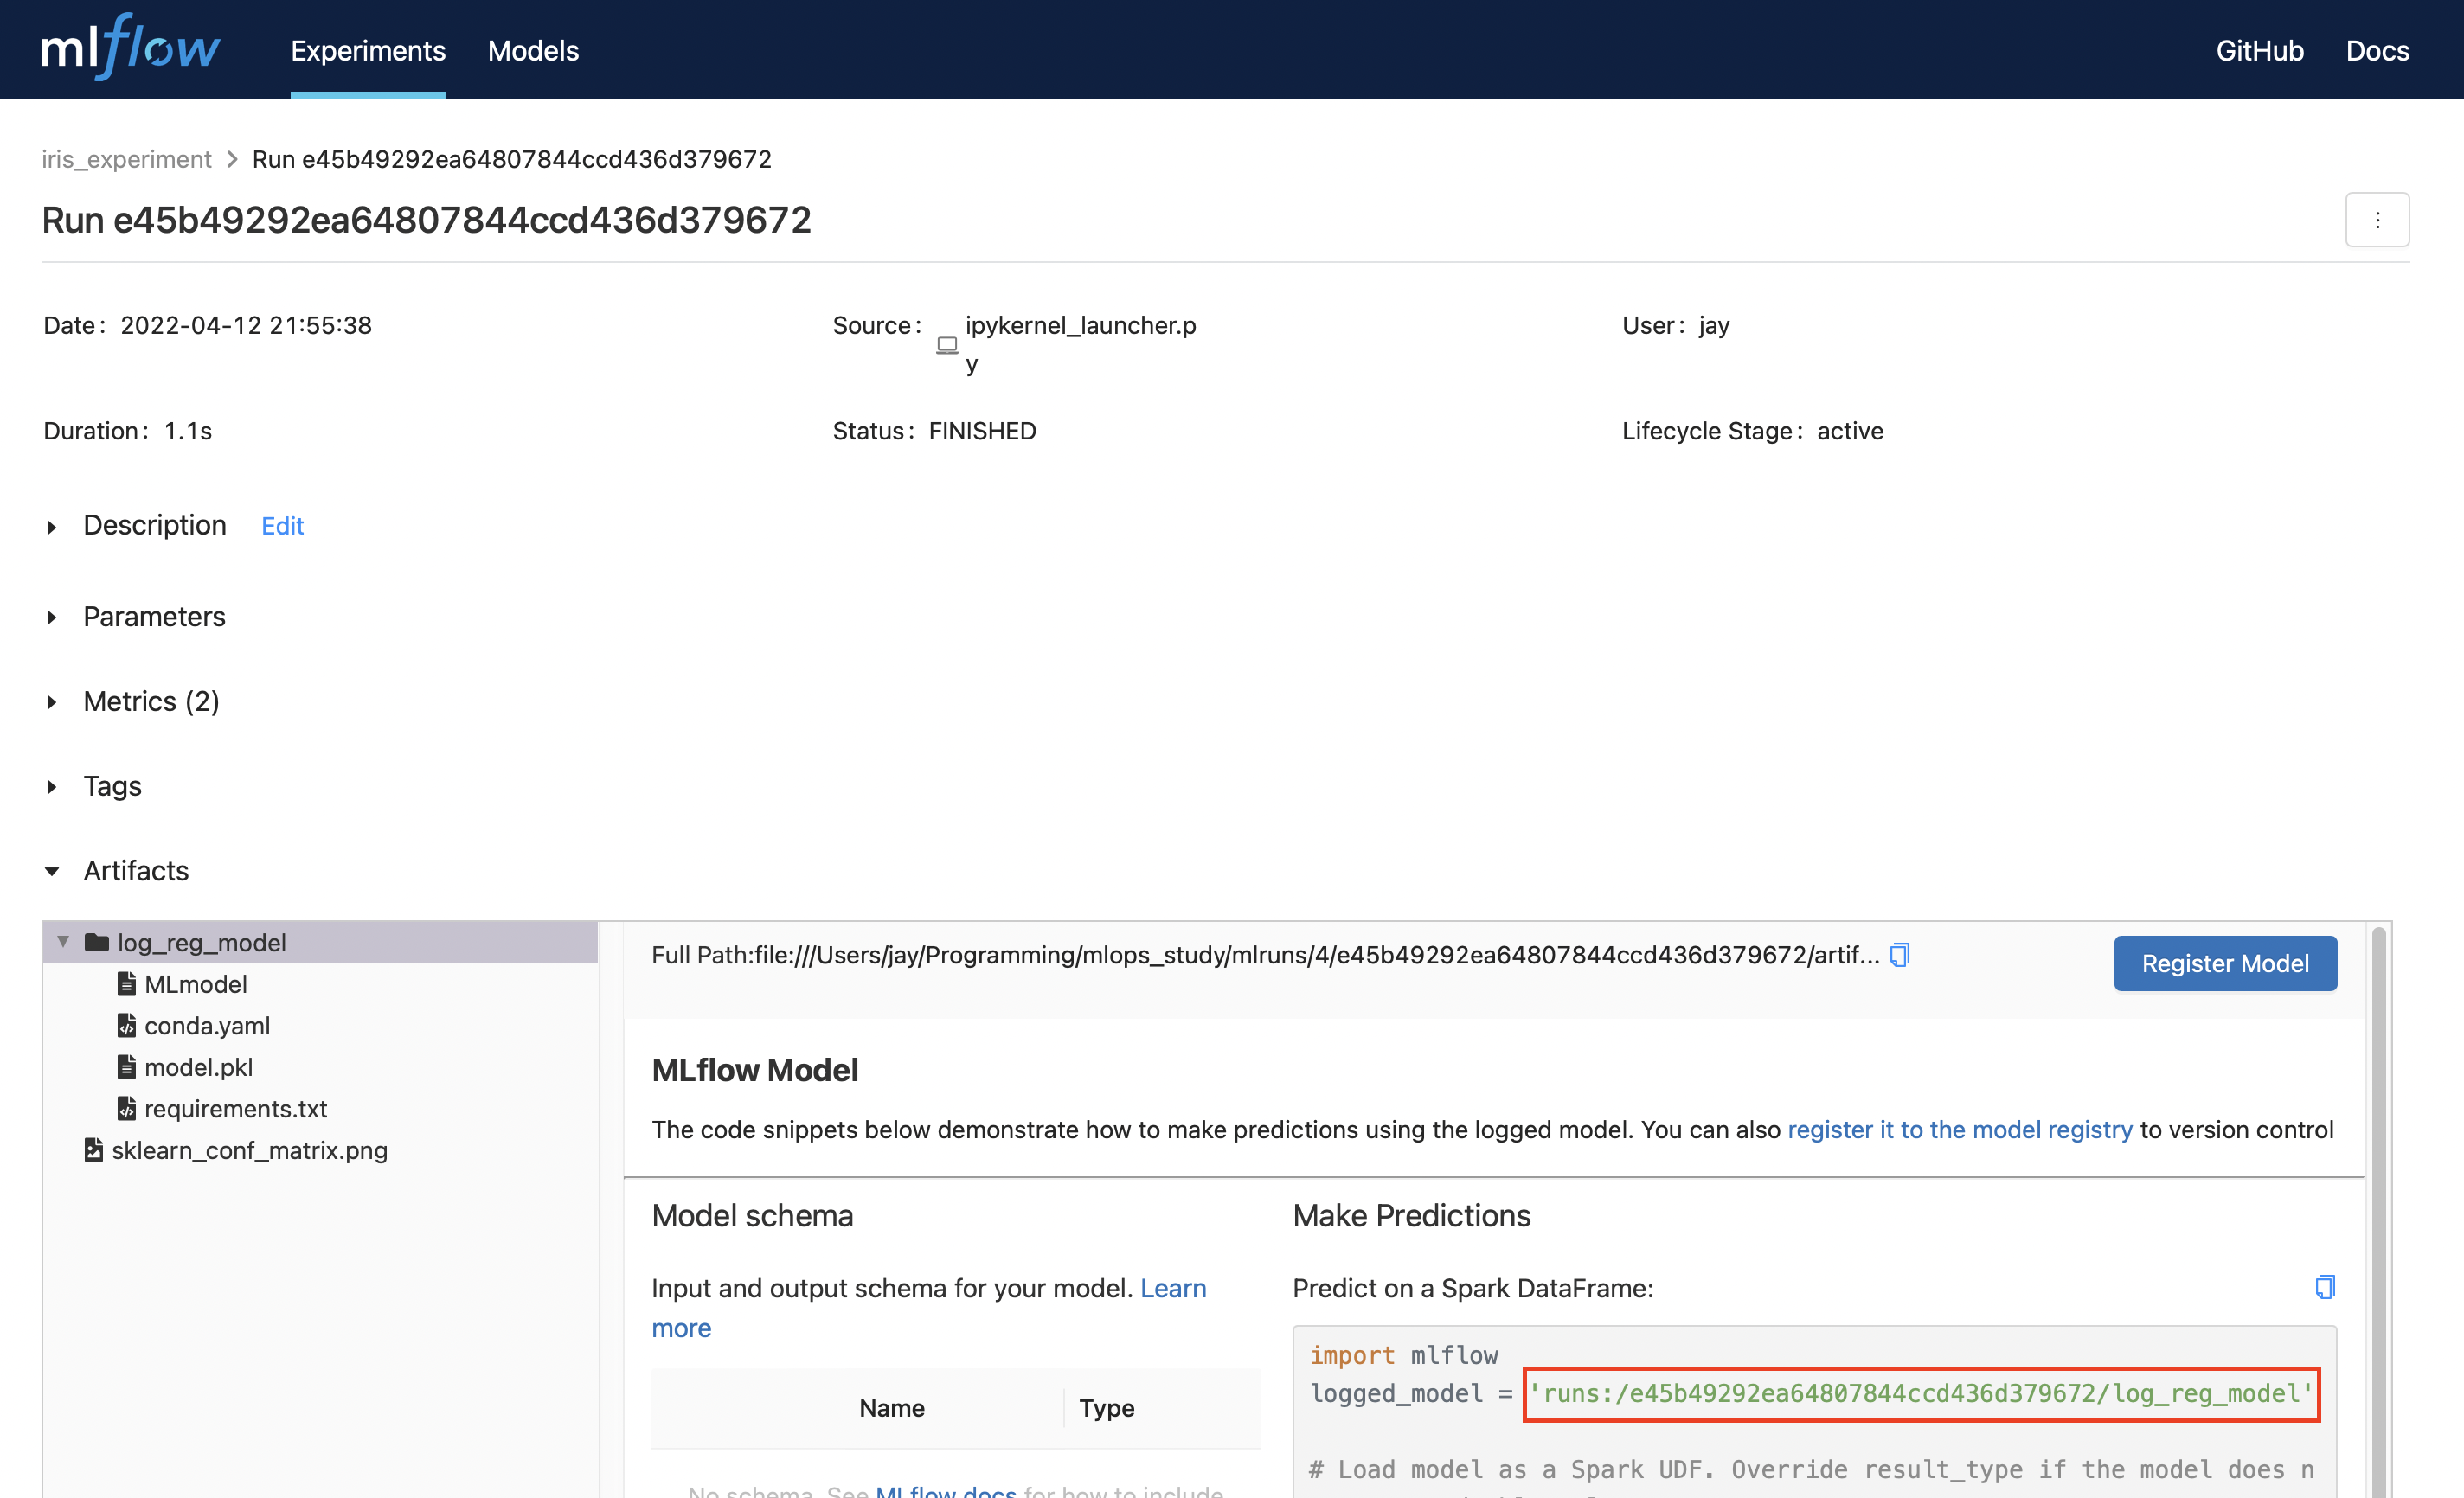 mlflow Experiments Models GitHub Docs
iris_experiment > Run e45b49292ea64807844ccd436d379672
Run e45b49292ea64807844ccd436d379672
Date: 2022-04-12 21:55:38
Source: ipykernel_launcher.p
y
User: jay
Duration: 1.1s
Status: FINISHED
Lifecycle Stage: active
Description Edit
Parameters
Metrics (2)
Tags
Artifacts
log_reg_model
MLmodel
conda.yaml
model.pkl
requirements.txt
sklearn_conf_matrix.png
Full Path:file:///Users/jay/Programming/mlops_study/mlruns/4/e45b49292ea64807844ccd436d379672/artif...
Register Model
MLflow Model
The code snippets below demonstrate how to make predictions using the logged model. You can also register it to the model registry to version control
Model schema
Input and output schema for your model. Learn
more
Name Type
No schema. See MLflow docs for how to include
Make Predictions
Predict on a Spark DataFrame:
import mlflow
logged_model = 'runs:/e45b49292ea64807844ccd436d379672/log_reg_model'
# Load model as a Spark UDF. Override result_type if the model does n